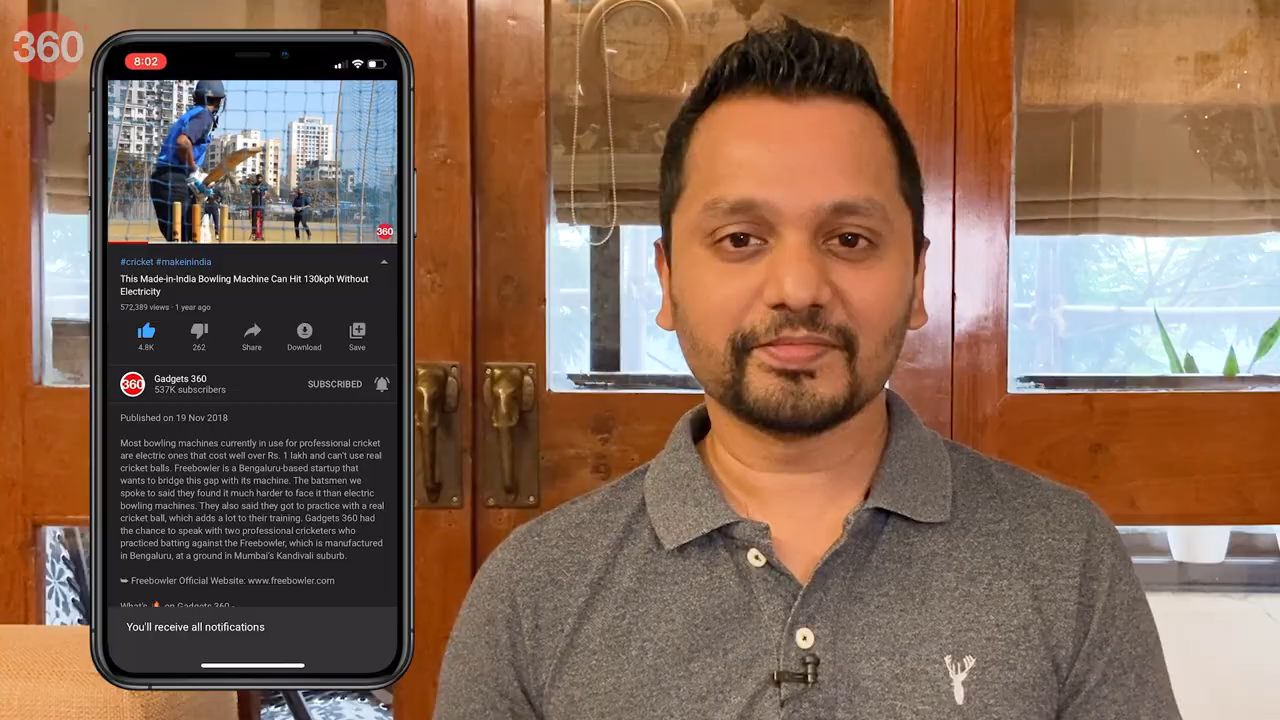 360
8:02
360
#cricket #makeinindia
This Made-in-India Bowling Machine Can Hit 130kph Without
Electricity
572,389 views · 1 year ago
4.8K
262
Share
Download
Save
360
Gadgets 360
537K subscribers
SUBSCRIBED
Published on 19 Nov 2018
Most bowling machines currently in use for professional cricket
are electric ones that cost well over Rs. 1 lakh and can't use real
cricket balls. Freebowler is a Bengaluru-based startup that
wants to bridge this gap with its machine. The batsmen we
spoke to said they found it much harder to face it than electric
bowling machines. They also said they got to practice with a real
cricket ball, which adds a lot to their training. Gadgets 360 had
the chance to speak with two professional cricketers who
practiced batting against the Freebowler, which is manufactured
in Bengaluru, at a ground in Mumbai's Kandivali suburb.
➥ Freebowler Official Website: www.freebowler.com
What's 🔥 on Gadgets 360 -
You'll receive all notifications